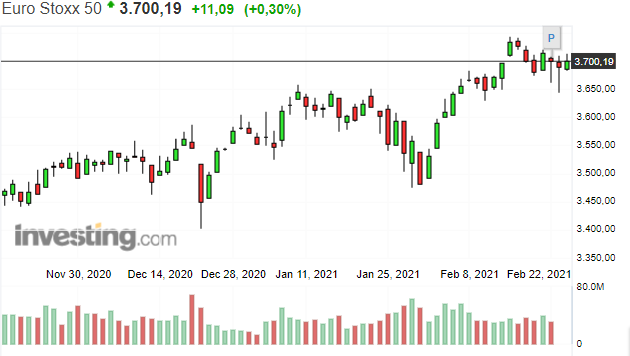 Euro Stoxx 50 3.700,19 +11,09 (+0,30%)
P
3.700,19
3.650,00
3.600,00
3.550,00
3.500,00
3.450,00
3.400,00
3.350,00
investing.com
Nov 30, 2020 Dec 14, 2020 Dec 28, 2020 Jan 11, 2021 Jan 25, 2021 Feb 8, 2021 Feb 22, 2021
80.0M
0